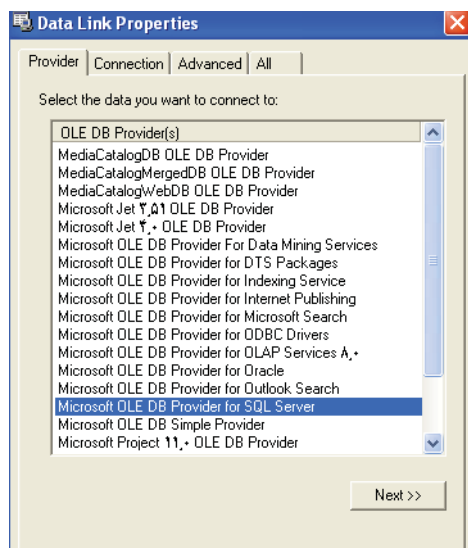 Data Link Properties
Provider Connection Advanced All
Select the data you want to connect to:
OLE DB Provider(s)
MediaCatalogDB OLE DB Provider
MediaCatalogMergedDB OLE DB Provider
MediaCatalogWebDB OLE DB Provider
Microsoft Jet ۳,۵۱ OLE DB Provider
Microsoft Jet ۴,۰ OLE DB Provider
Microsoft OLE DB Provider For Data Mining Services
Microsoft OLE DB Provider for DTS Packages
Microsoft OLE DB Provider for Indexing Service
Microsoft OLE DB Provider for Internet Publishing
Microsoft OLE DB Provider for Microsoft Search
Microsoft OLE DB Provider for ODBC Drivers
Microsoft OLE DB Provider for OLAP Services ۸,۰
Microsoft OLE DB Provider for Oracle
Microsoft OLE DB Provider for Outlook Search
Microsoft OLE DB Provider for SQL Server
Microsoft OLE DB Simple Provider
Microsoft Project ۱۱,۰ OLE DB Provider
Next >>